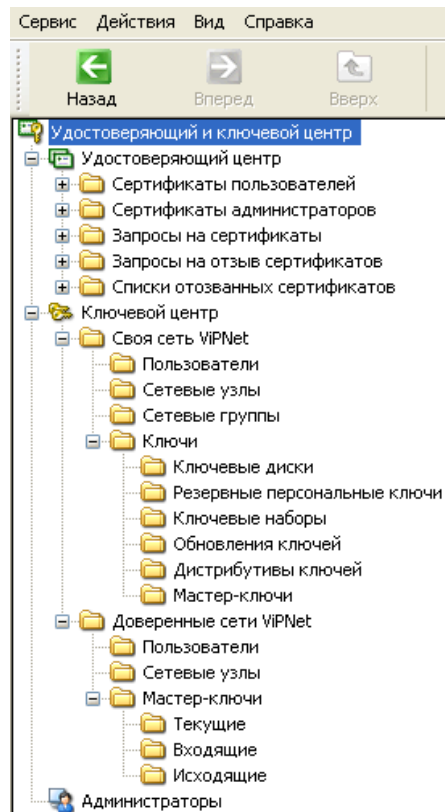 Сервис Действия Вид Справка
Назад Вперед Вверх
Удостоверяющий и ключевой центр
Удостоверяющий центр
Сертификаты пользователей
Сертификаты администраторов
Запросы на сертификаты
Запросы на отзыв сертификатов
Списки отозванных сертификатов
Ключевой центр
Своя сеть ViPNet
Пользователи
Сетевые узлы
Сетевые группы
Ключи
Ключевые диски
Резервные персональные ключи
Ключевые наборы
Обновления ключей
Дистрибутивы ключей
Мастер-ключи
Доверенные сети ViPNet
Пользователи
Сетевые узлы
Мастер-ключи
Текущие
Входящие
Исходящие
Администраторы